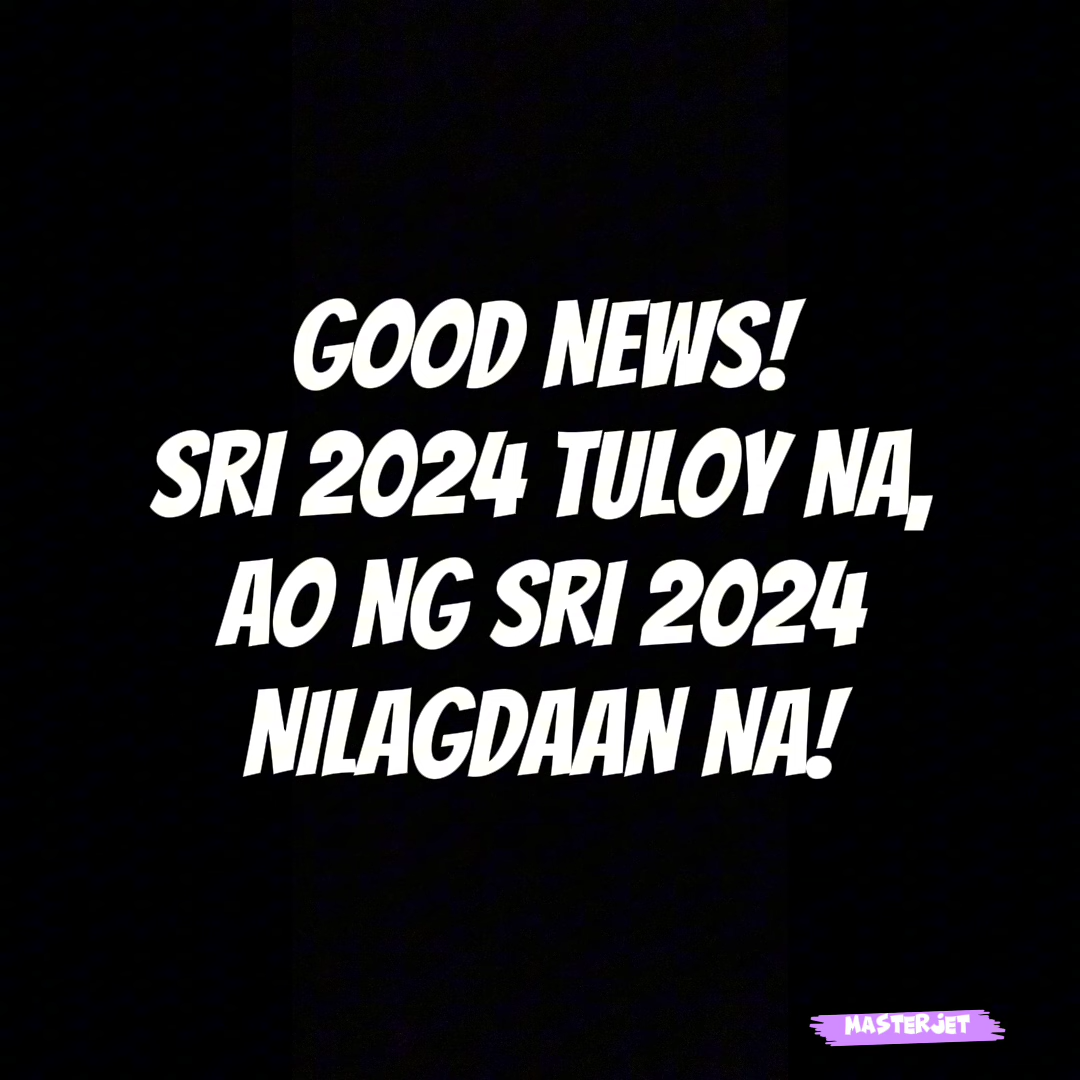 GOOD NEWS!
SRI 2024 TULOY NA,
AO NG SRI 2024
NILAGDAAN NA!
MASTERJET